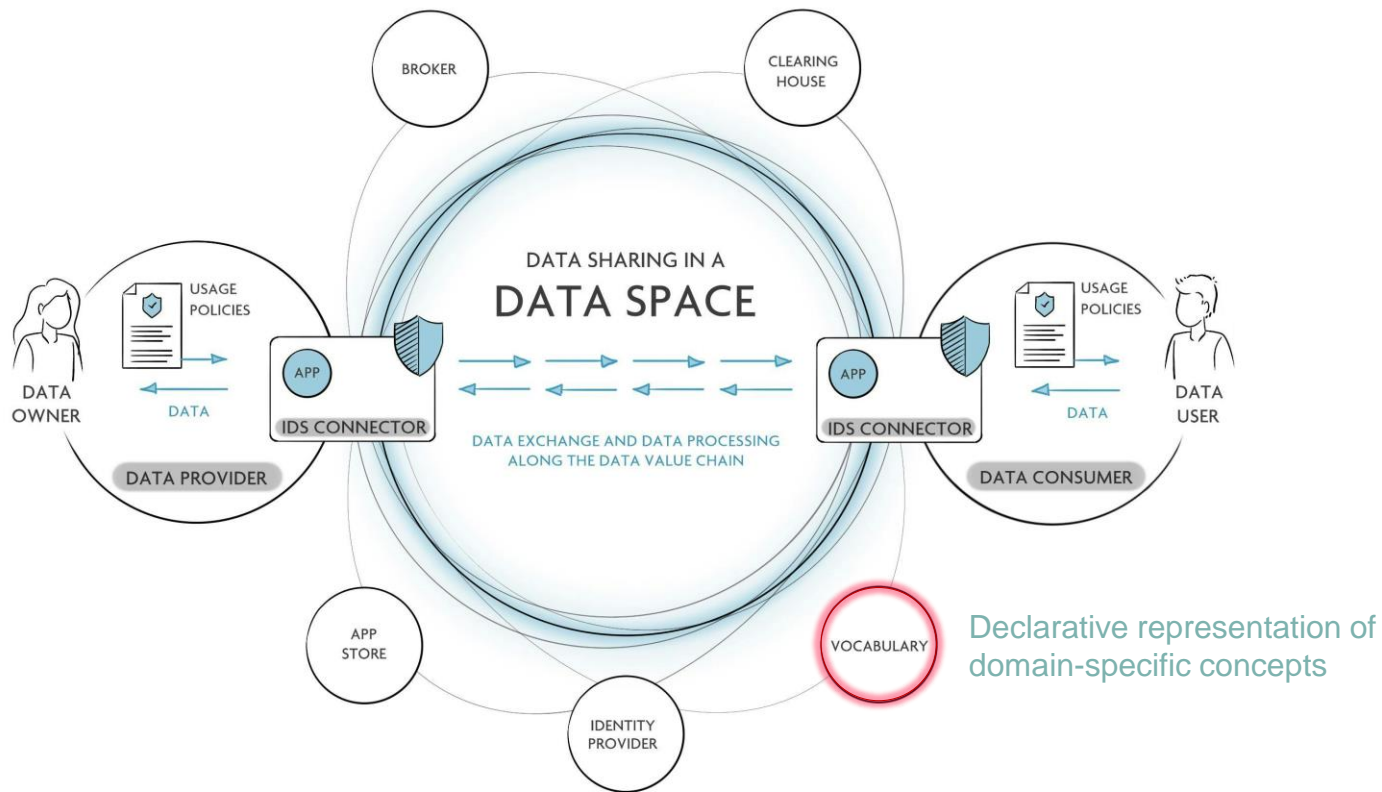 BROKER
CLEARING
HOUSE
DATA SHARING IN A
DATA SPACE
USAGE
POLICIES
DATA
DATA
OWNER
APP
IDS CONNECTOR
DATA PROVIDER
DATA EXCHANGE AND DATA PROCESSING
ALONG THE DATA VALUE CHAIN
APP
IDS CONNECTOR
USAGE
POLICIES
DATA
DATA
USER
DATA CONSUMER
APP
STORE
IDENTITY
PROVIDER
VOCABULARY
Declarative representation of
domain-specific concepts